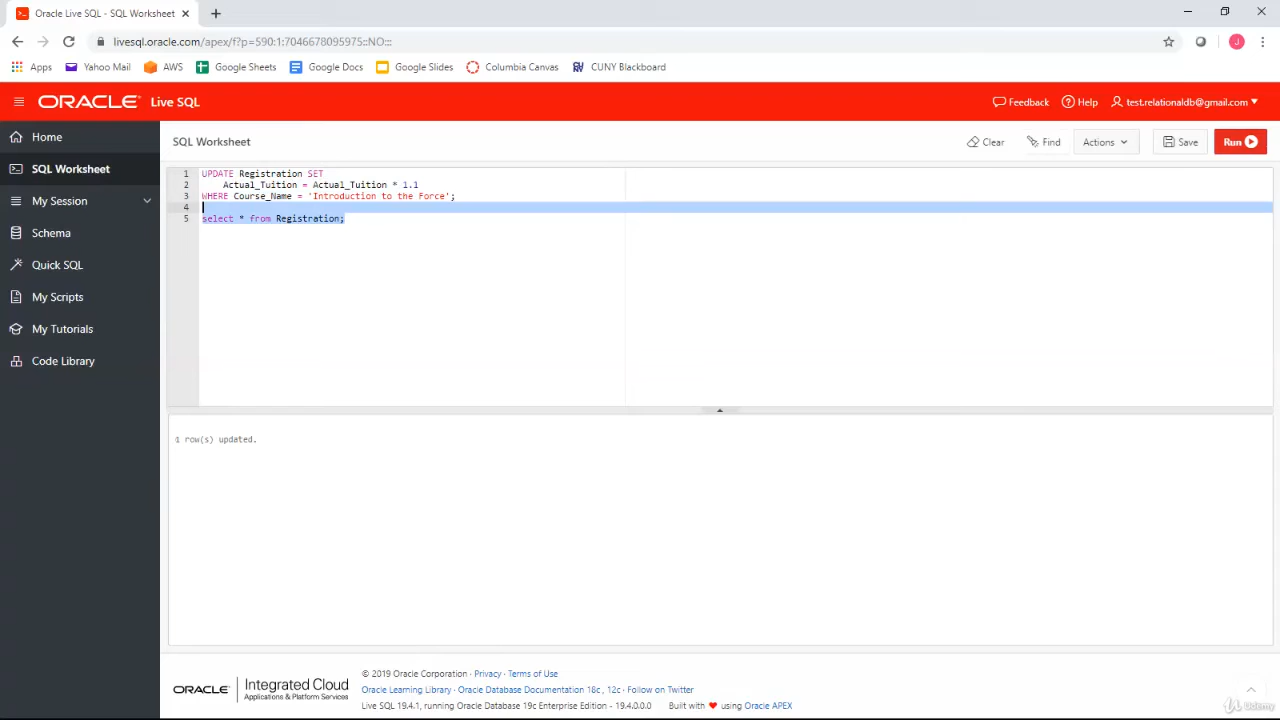 Oracle Live SQL - SQL Worksheet
livesql.oracle.com/apex/f?p=590:1:7046678095975::NO:::
Apps Yahoo Mail AWS Google Sheets Google Docs Google Slides Columbia Canvas CUNY Blackboard
ORACLE Live SQL Feedback Help test.relationaldb@gmail.com
Home
SQL Worksheet
My Session
Schema
Quick SQL
My Scripts
My Tutorials
Code Library
SQL Worksheet Clear Find Actions Save Run
1 UPDATE Registration SET
2 Actual_Tuition = Actual_Tuition * 1.1
3 WHERE Course_Name = 'Introduction to the Force';
4
5 select * from Registration;
row(s) updated.
ORACLE Integrated Cloud
Applications & Platform Services
© 2019 Oracle Corporation · Privacy · Terms of Use
Oracle Learning Library · Oracle Database Documentation 18c, 12c · Follow on Twitter
Live SQL 19.4.1, running Oracle Database 19c Enterprise Edition - 19.4.0.0.0 Built with ❤ using Oracle APEX
Udemy